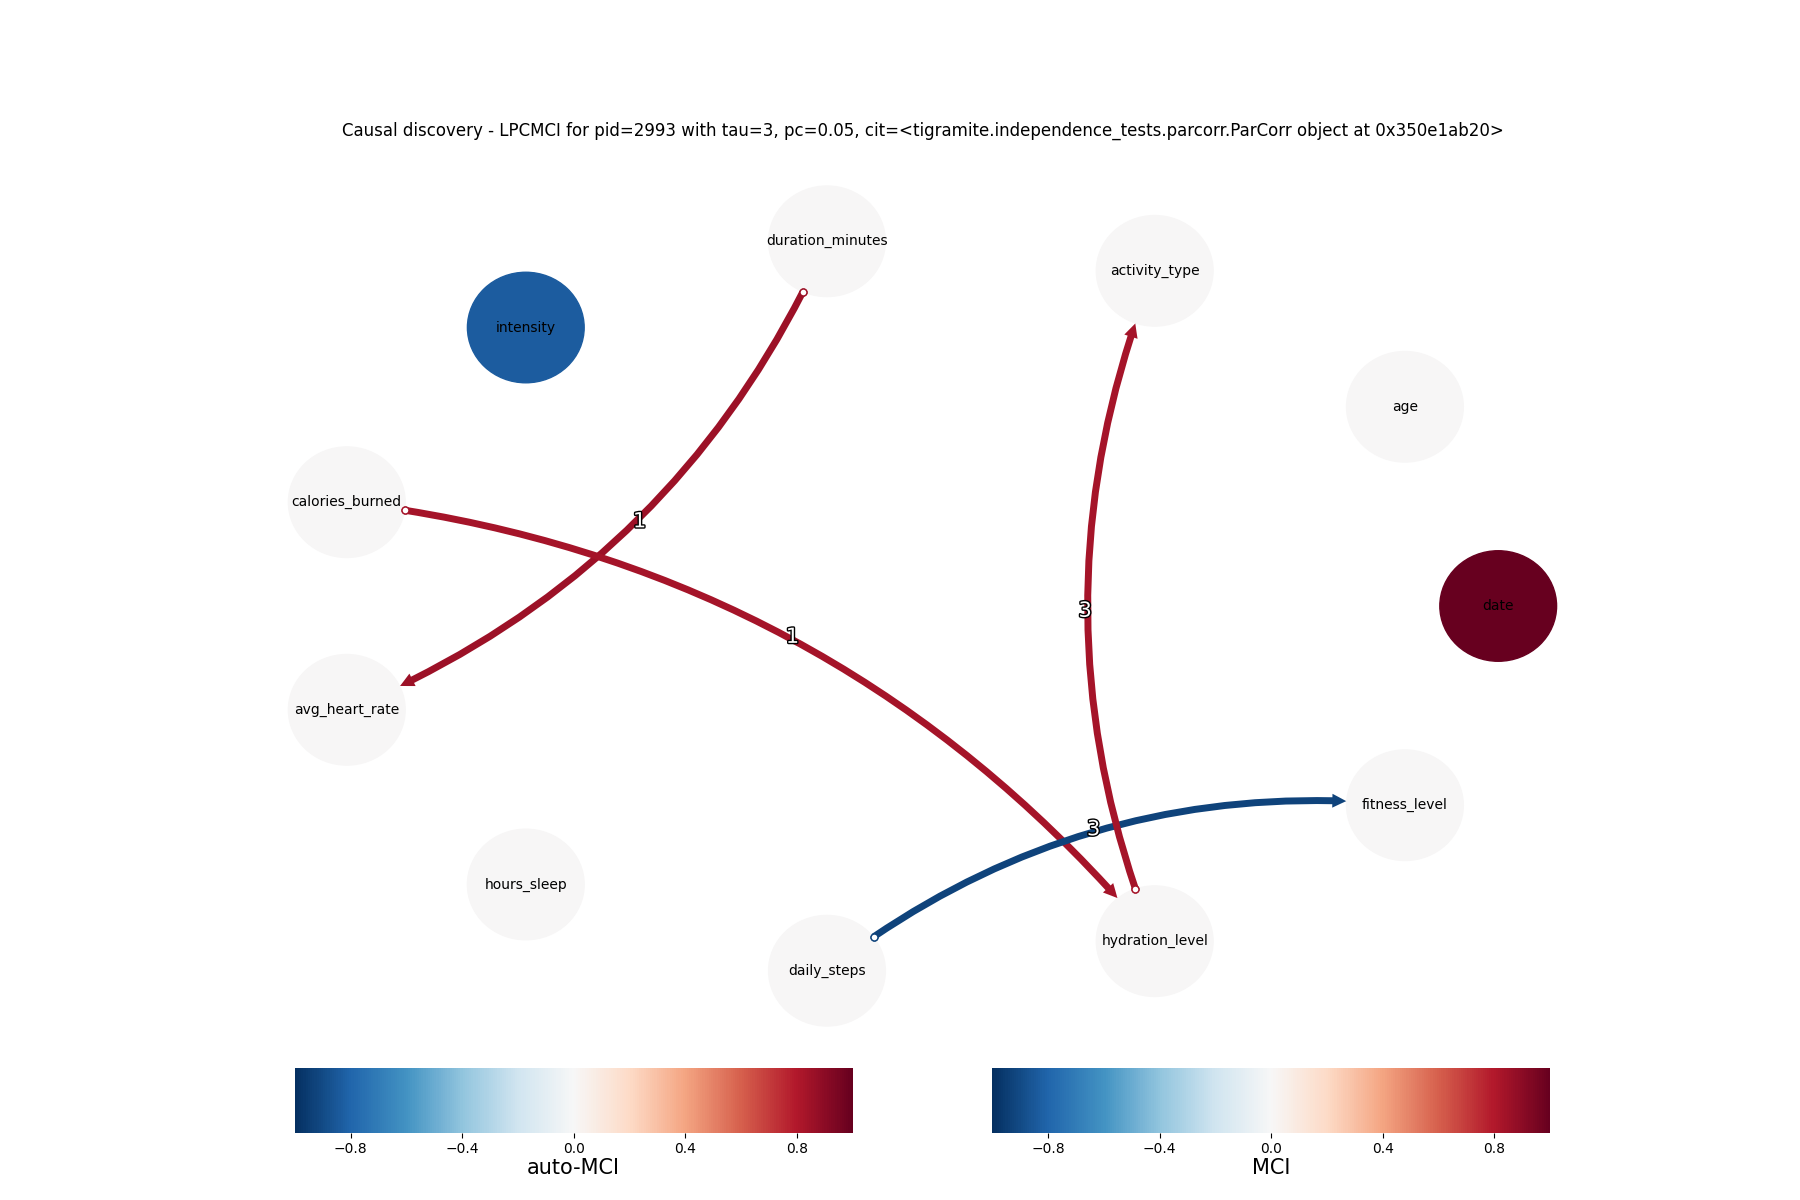 Causal discovery - LPCMCI for pid=2993 with tau=3, pc=0.05, cit=<tigramite.independence_tests.parcorr.ParCorr object at 0x350e1ab20>
duration_minutes
activity_type
intensity
age
calories_burned
1
date
3
1
avg_heart_rate
fitness_level
3
hours_sleep
hydration_level
daily_steps
−0.8 −0.4 0.0 0.4 0.8
auto-MCI
−0.8 −0.4 0.0 0.4 0.8
MCI